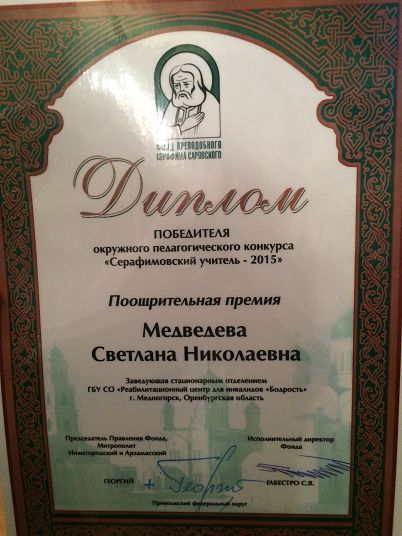 ФОНД ПРЕПОДОБНОГО
СЕРАФИМА САРОВСКОГО
Диплом
ПОБЕДИТЕЛЯ
окружного педагогического конкурса
«Серафимовский учитель - 2015»
Поощрительная премия
Медведева
Светлана Николаевна
Заведующая стационарным отделением
ГБУ СО «Реабилитационный центр для инвалидов «Бодрость»
г. Медногорск, Оренбургская область
Председатель Правления Фонда,
Митрополит
Нижегородский и Арзамасский
Исполнительный директор
Фонда
ГЕОРГИЙ + Георгий ГАБЕСТРО С.В.
Приволжский федеральный округ